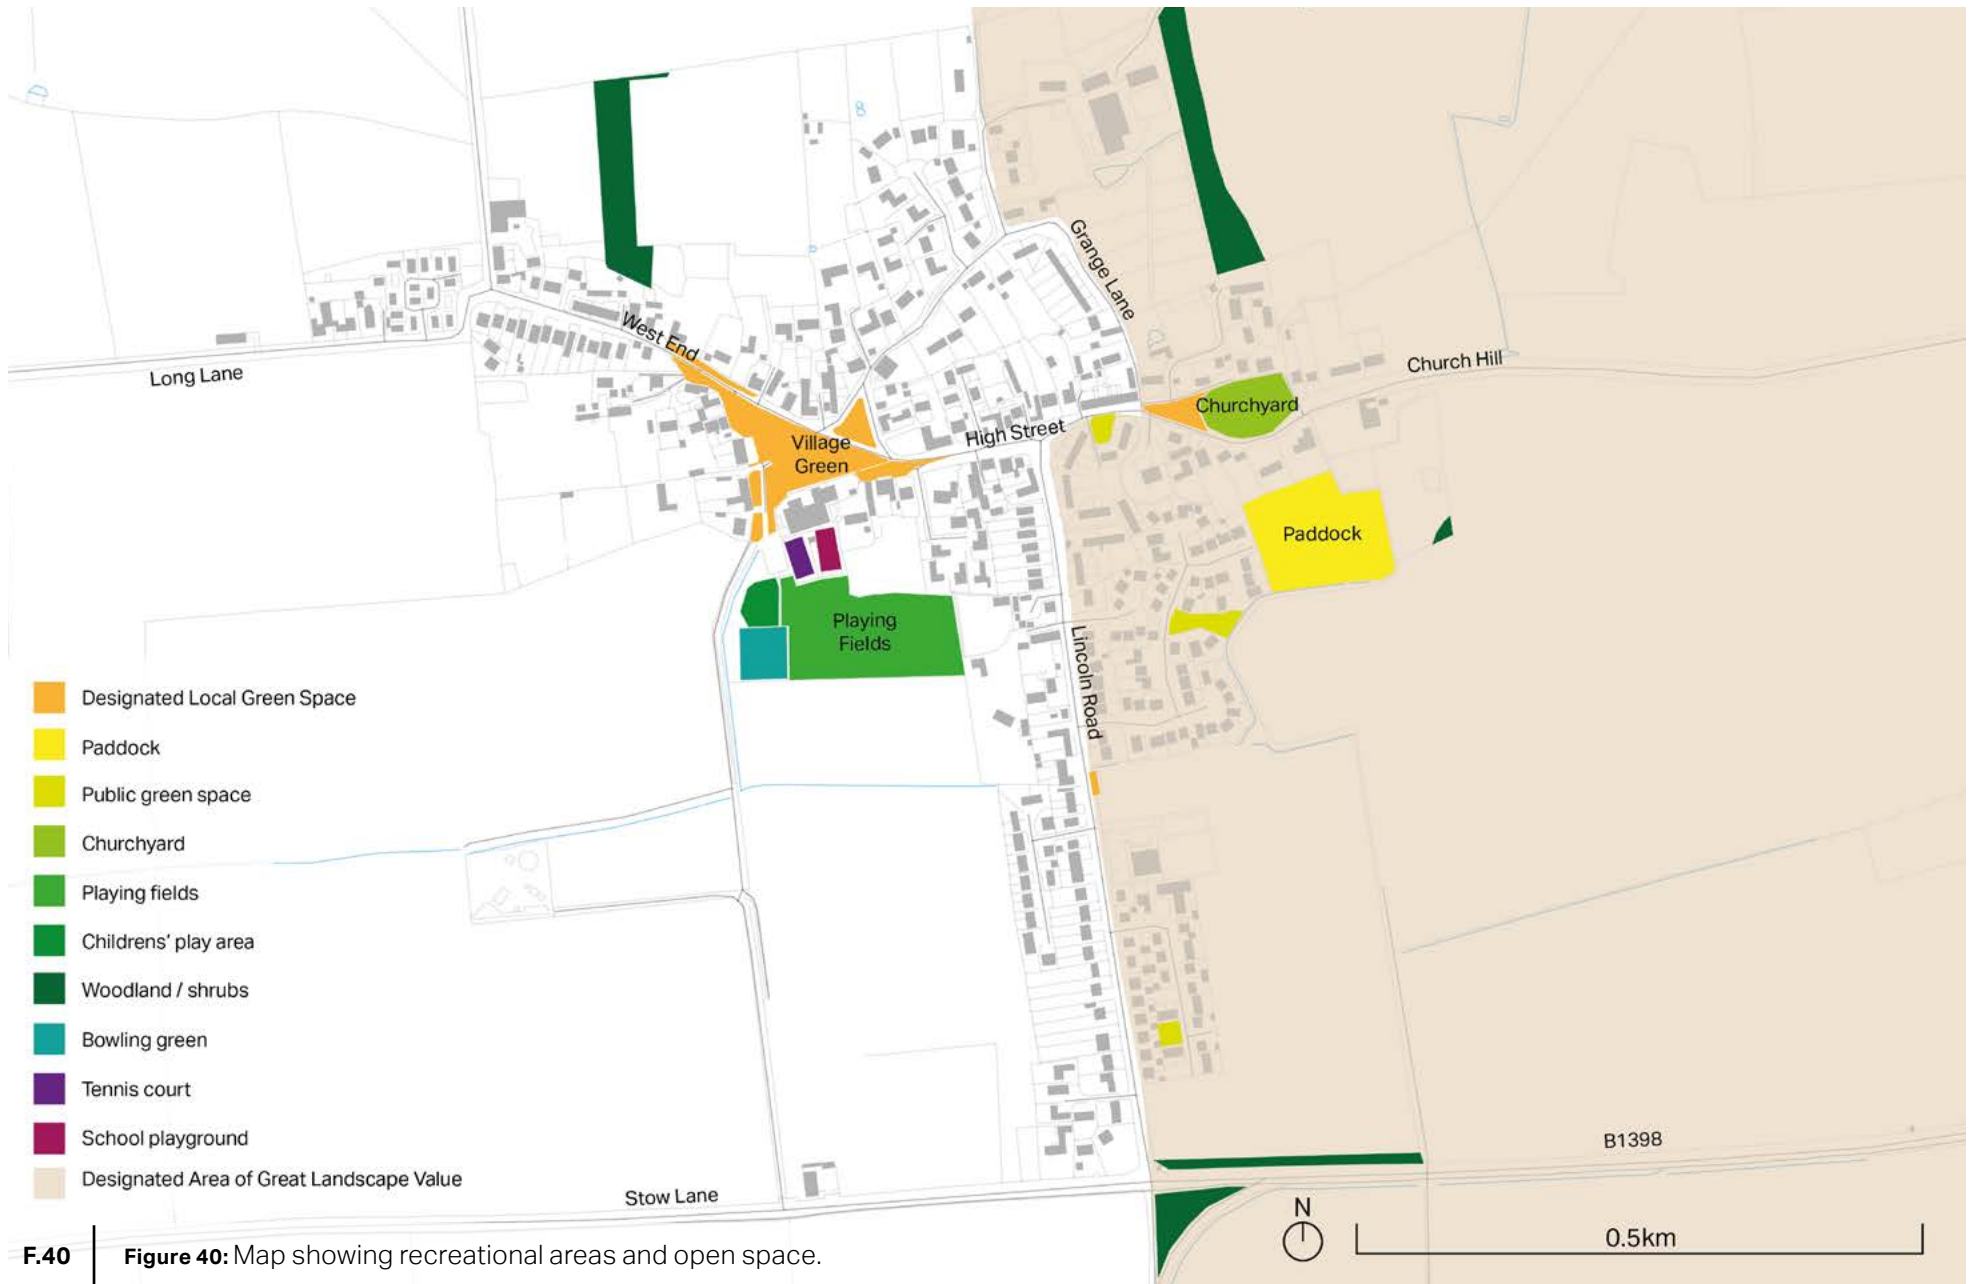 Grange Lane
West End
Long Lane
Church Hill
Churchyard
High Street
Village
Green
Paddock
Playing
Fields
Lincoln Road
Designated Local Green Space
Paddock
Public green space
Churchyard
Playing fields
Childrens' play area
Woodland / shrubs
Bowling green
Tennis court
School playground
Designated Area of Great Landscape Value
B1398
Stow Lane
N
0.5km
F.40
Figure 40: Map showing recreational areas and open space.